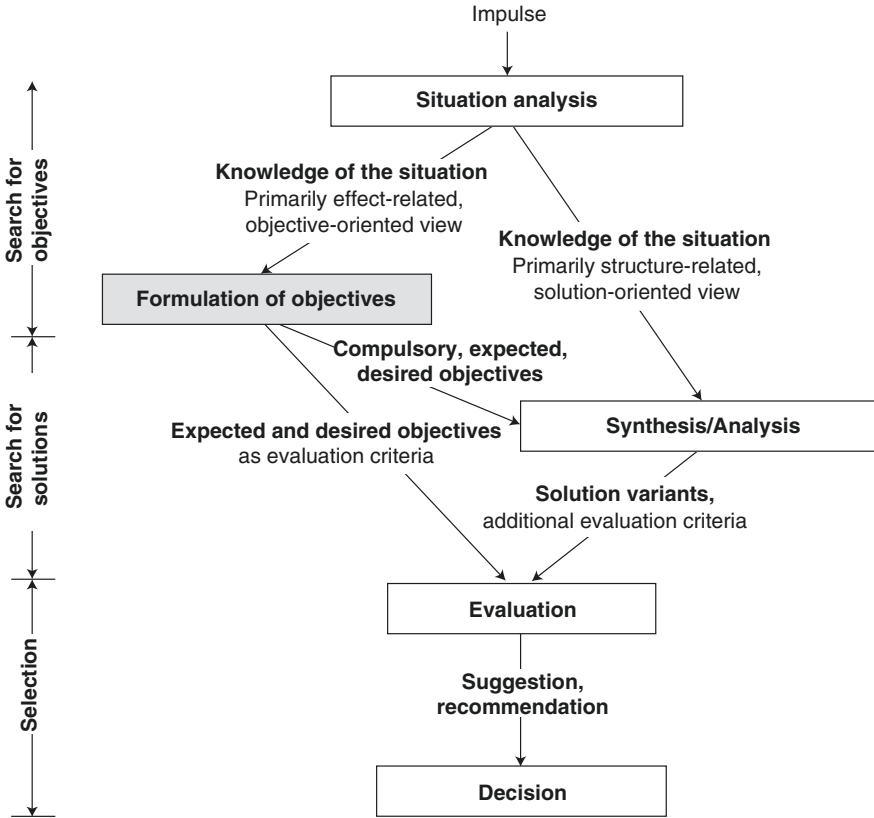 Impulse
Situation analysis
Search for
objectives
Knowledge of the situation
Primarily effect-related,
objective-oriented view
Knowledge of the situation
Primarily structure-related,
solution-oriented view
Formulation of objectives
Search for
solutions
Compulsory, expected,
desired objectives
Expected and desired objectives
as evaluation criteria
Synthesis/Analysis
Solution variants,
additional evaluation criteria
Selection
Evaluation
Suggestion,
recommendation
Decision